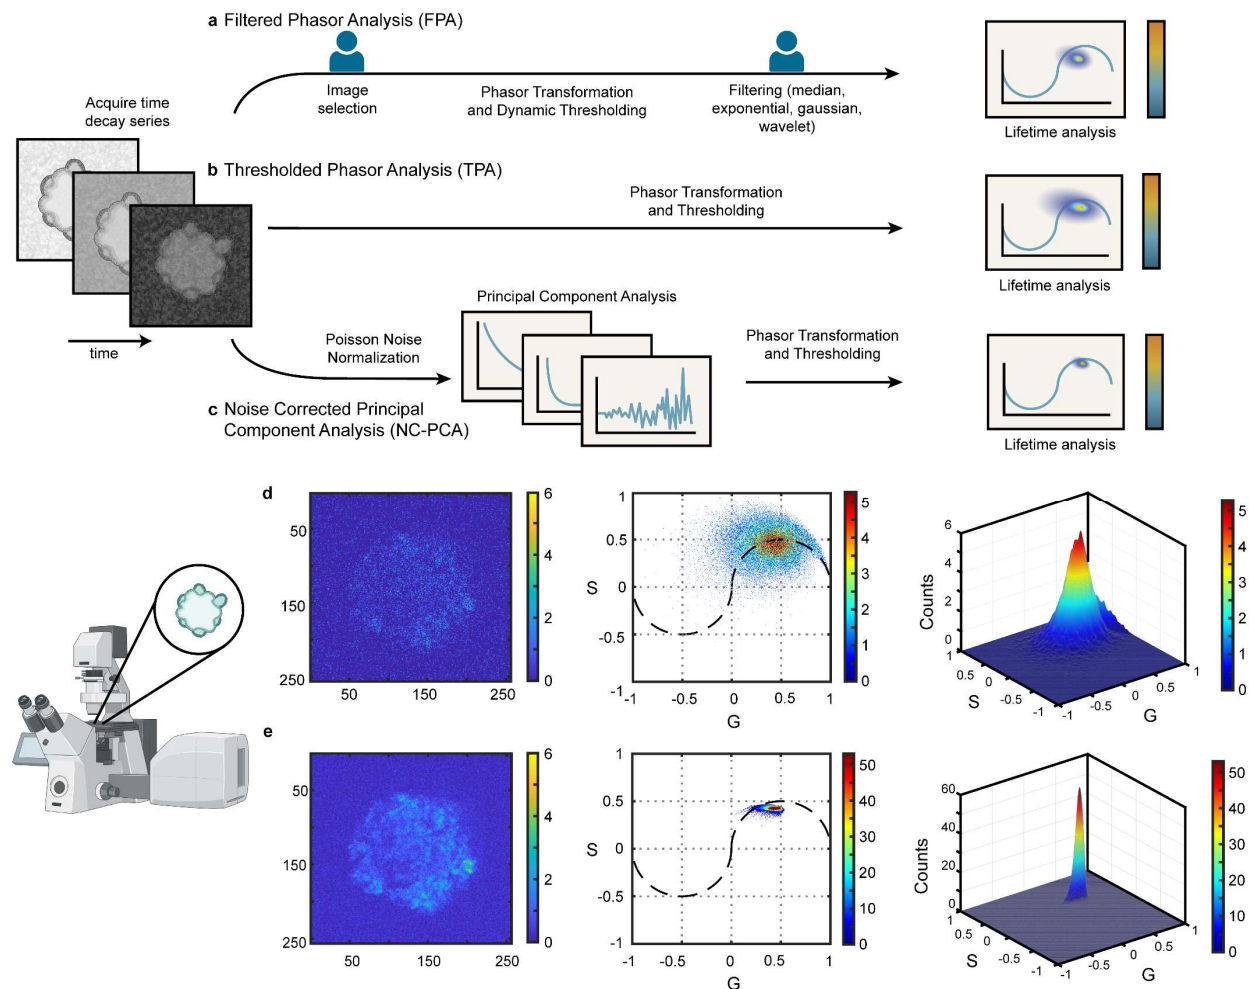 a Filtered Phasor Analysis (FPA)
Image
selection
Phasor Transformation
and Dynamic Thresholding
Filtering (median,
exponential, gaussian,
wavelet)
Lifetime analysis
Acquire time
decay series
time
b Thresholded Phasor Analysis (TPA)
Phasor Transformation
and Thresholding
Lifetime analysis
Poisson Noise
Normalization
Principal Component Analysis
Phasor Transformation
and Thresholding
Lifetime analysis
c Noise Corrected Principal
Component Analysis (NC-PCA)
d
50
150
250
50
150
250
6
4
2
0
1
0.5
0
-0.5
-1
S
-1
-0.5
0
0.5
1
G
5
4
3
2
1
0
Counts
6
4
2
0
1
0.5
0
-0.5
-1
S
-1
-0.5
0
0.5
1
G
5
4
3
2
1
0
e
50
150
250
50
150
250
6
4
2
0
1
0.5
0
-0.5
-1
S
-1
-0.5
0
0.5
1
G
50
40
30
20
10
0
Counts
60
40
20
0
1
0.5
0
-0.5
-1
S
-1
-0.5
0
0.5
1
G
50
40
30
20
10
0